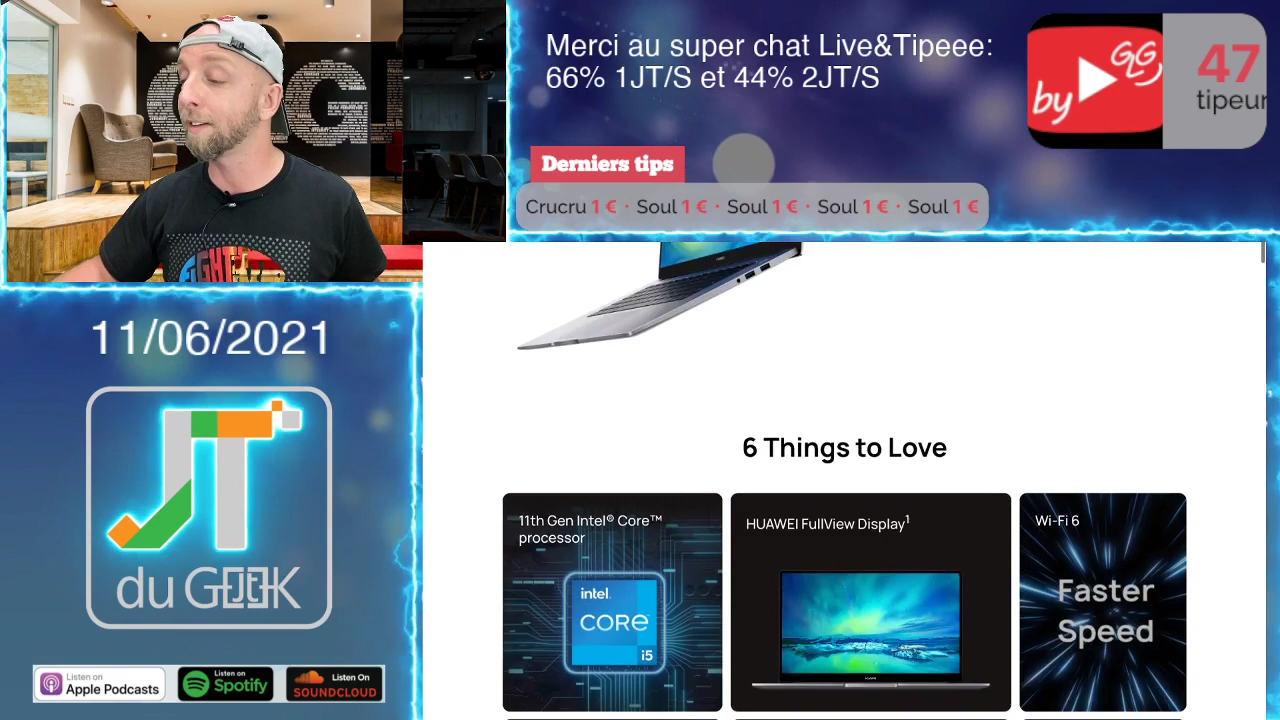 Merci au super chat Live&Tipeee:
66% 1JT/S et 44% 2JT/S
by GLG
47
tipeur
Derniers tips
Crucru 1 € · Soul 1 € · Soul 1 € · Soul 1 € · Soul 1 €
11/06/2021
JT
du GEEK
Listen on
Apple Podcasts
Listen on
Spotify
Listen On
SOUNDCLOUD
6 Things to Love
11th Gen Intel® Core™
processor
intel
CORE
i5
HUAWEI FullView Display1
HUAWEI
Wi-Fi 6
Faster
Speed